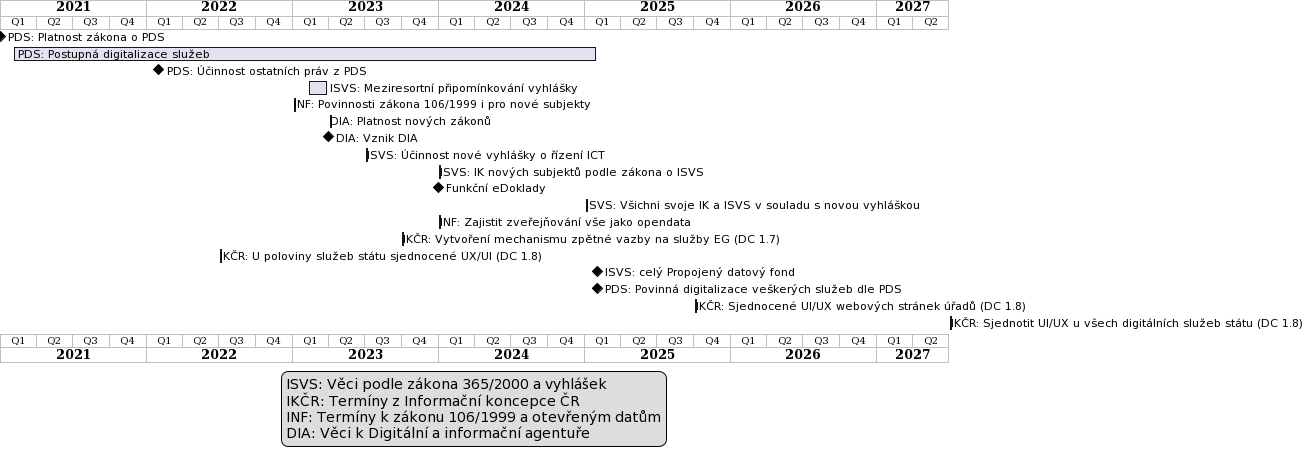 2021 2022 2023 2024 2025 2026 2027
Q1 Q2 Q3 Q4 Q1 Q2 Q3 Q4 Q1 Q2 Q3 Q4 Q1 Q2 Q3 Q4 Q1 Q2 Q3 Q4 Q1 Q2 Q3 Q4 Q1 Q2
PDS: Platnost zákona o PDS
PDS: Postupná digitalizace služeb
PDS: Účinnost ostatních práv z PDS
ISVS: Meziresortní připomínkování vyhlášky
INF: Povinnosti zákona 106/1999 i pro nové subjekty
DIA: Platnost nových zákonů
DIA: Vznik DIA
ISVS: Účinnost nové vyhlášky o řízení ICT
ISVS: IK nových subjektů podle zákona o ISVS
Funkční eDoklady
ISVS: Všichni svoje IK a ISVS v souladu s novou vyhláškou
INF: Zajistit zveřejňování vše jako opendata
IKČR: Vytvoření mechanismu zpětné vazby na služby EG (DC 1.7)
IKČR: U poloviny služeb státu sjednocené UX/UI (DC 1.8)
ISVS: celý Propojený datový fond
PDS: Povinná digitalizace veškerých služeb dle PDS
IKČR: Sjednocené UI/UX webových stránek úřadů (DC 1.8)
IKČR: Sjednotit UI/UX u všech digitálních služeb státu (DC 1.8)
Q1 Q2 Q3 Q4 Q1 Q2 Q3 Q4 Q1 Q2 Q3 Q4 Q1 Q2 Q3 Q4 Q1 Q2 Q3 Q4 Q1 Q2 Q3 Q4 Q1 Q2
2021 2022 2023 2024 2025 2026 2027
ISVS: Věci podle zákona 365/2000 a vyhlášek
IKČR: Termíny z Informační koncepce ČR
INF: Termíny k zákonu 106/1999 a otevřeným datům
DIA: Věci k Digitální a informační agentuře